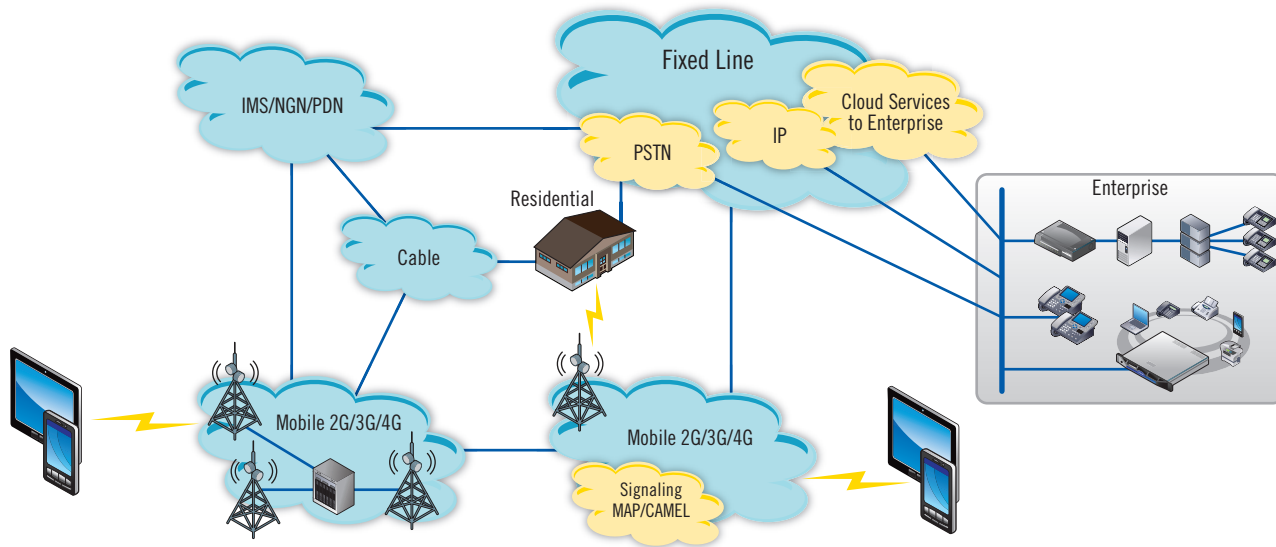 Fixed Line
IMS/NGN/PDN
Cloud Services
to Enterprise
IP
PSTN
Enterprise
Residential
Cable
Mobile 2G/3G/4G
Mobile 2G/3G/4G
Signaling
MAP/CAMEL